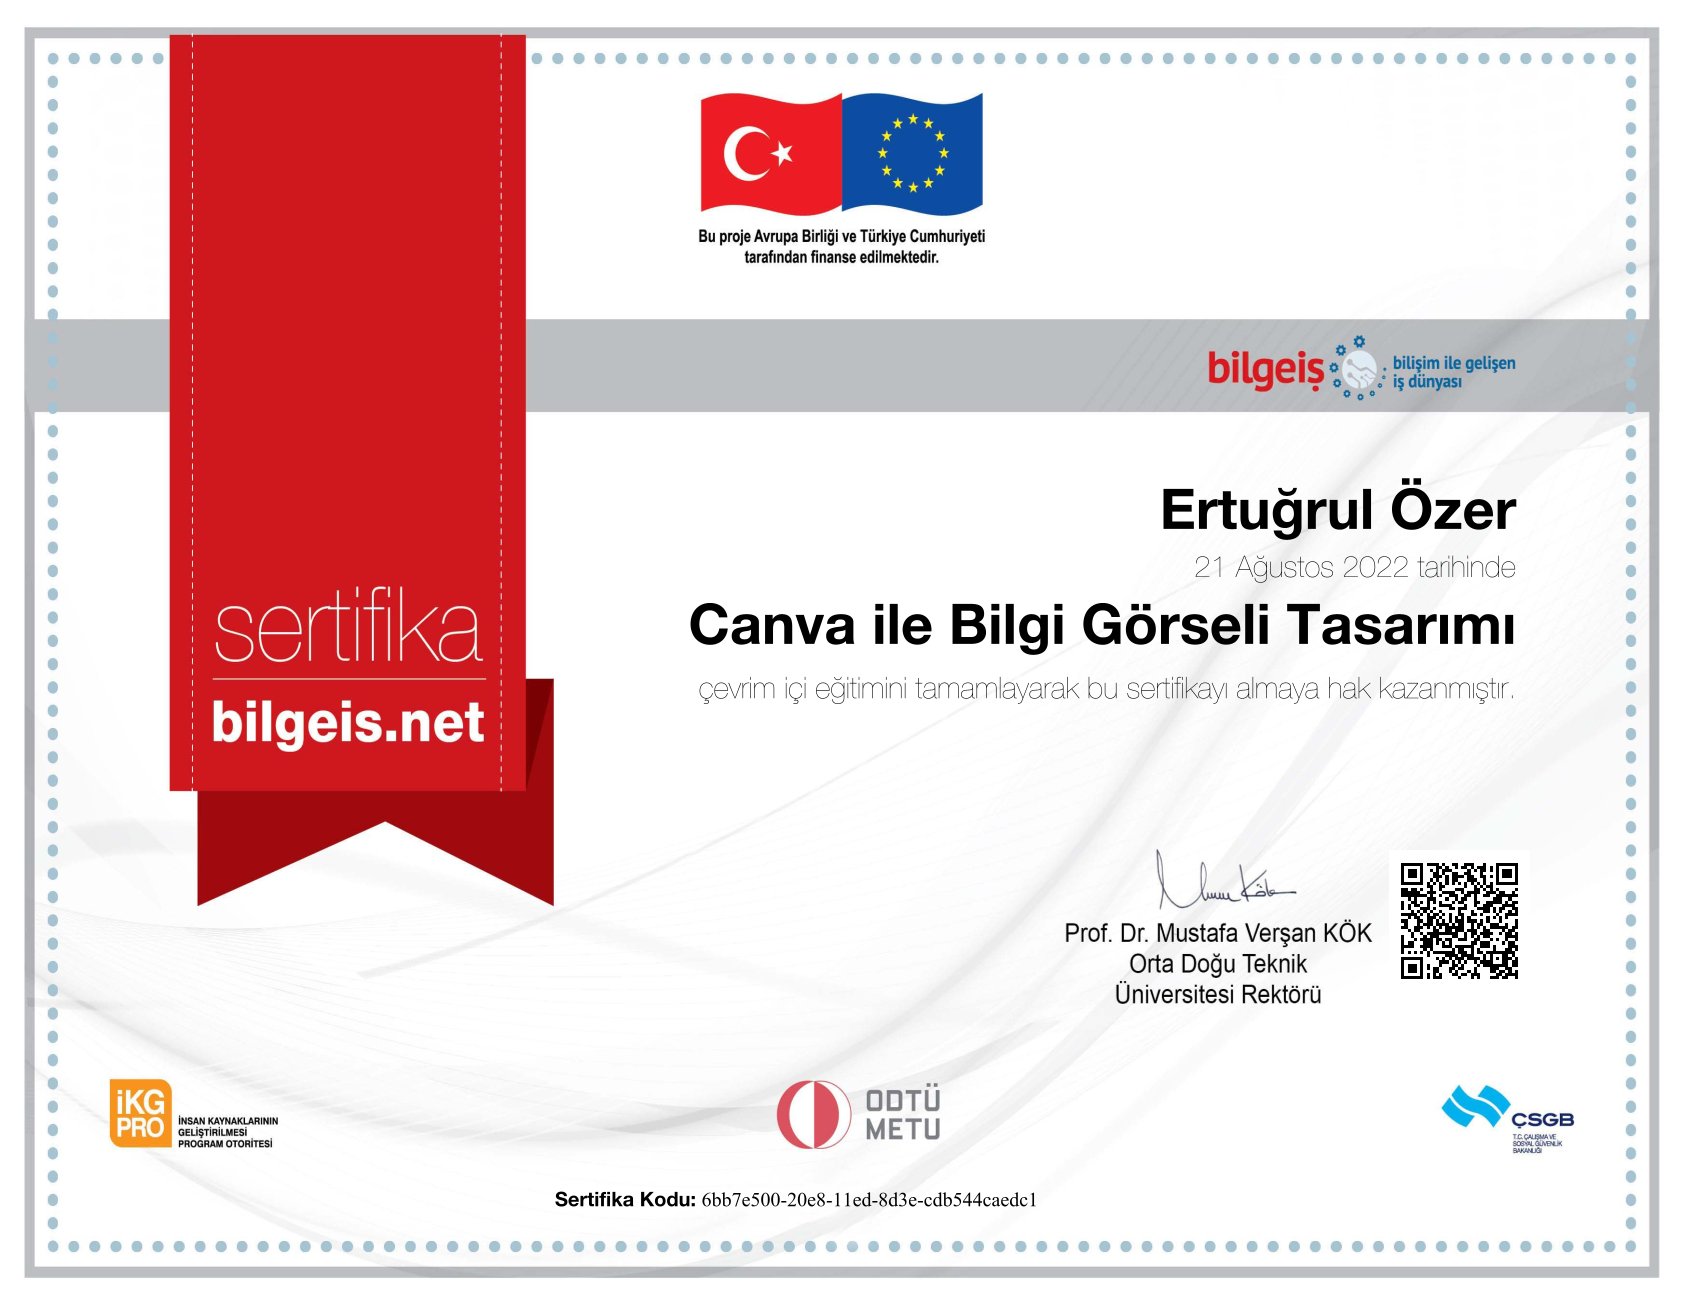 Bu proje Avrupa Birliği ve Türkiye Cumhuriyeti
tarafından finanse edilmektedir.
bilgeiş
bilişim ile gelişen
iş dünyası
Ertuğrul Özer
21 Ağustos 2022 tarihinde
Canva ile Bilgi Görseli Tasarımı
çevrim içi eğitimini tamamlayarak bu sertifikayı almaya hak kazanmıştır.
sertifika
bilgeis.net
Prof. Dr. Mustafa Verşan KÖK
Orta Doğu Teknik
Üniversitesi Rektörü
iKG
PRO
İNSAN KAYNAKLARININ
GELİŞTİRİLMESİ
PROGRAM OTORİTESİ
ODTÜ
METU
ÇSGB
T.C. ÇALIŞMA VE
SOSYAL GÜVENLİK
BAKANLIĞI
Sertifika Kodu: 6bb7e500-20e8-11ed-8d3e-cdb544caedc1